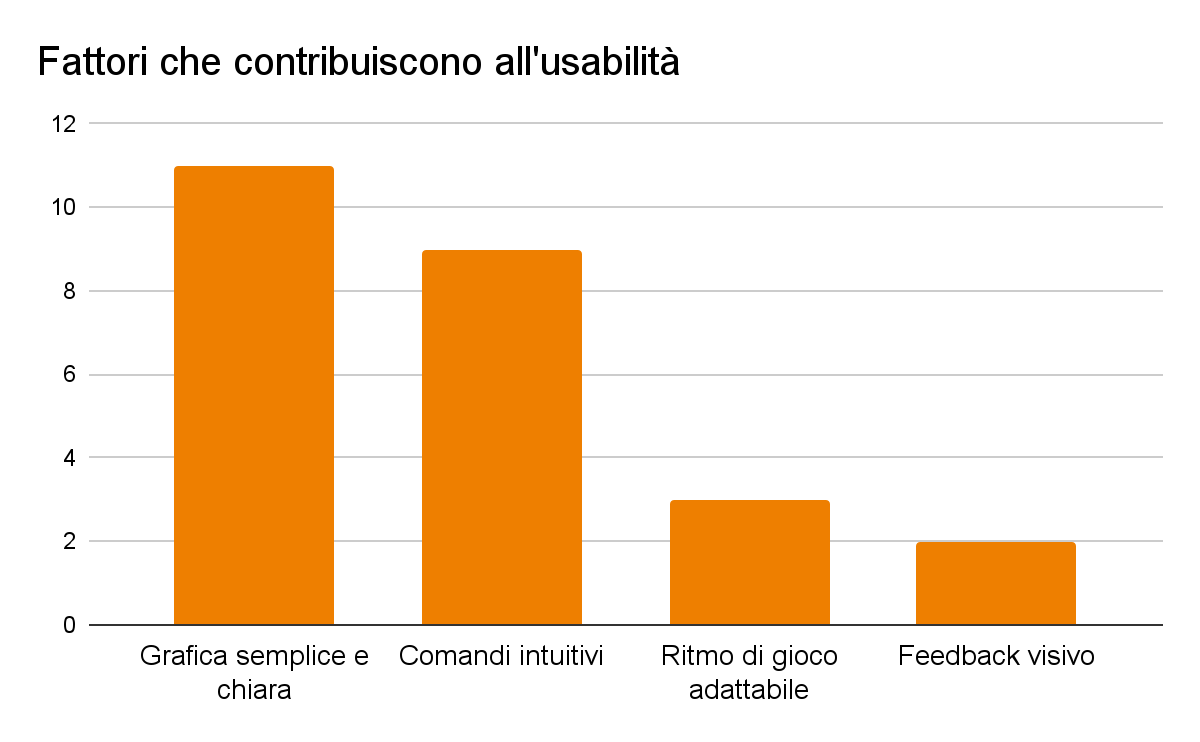 Fattori che contribuiscono all'usabilità
12
10
8
6
4
2
0
Grafica semplice e
chiara
Comandi intuitivi
Ritmo di gioco
adattabile
Feedback visivo